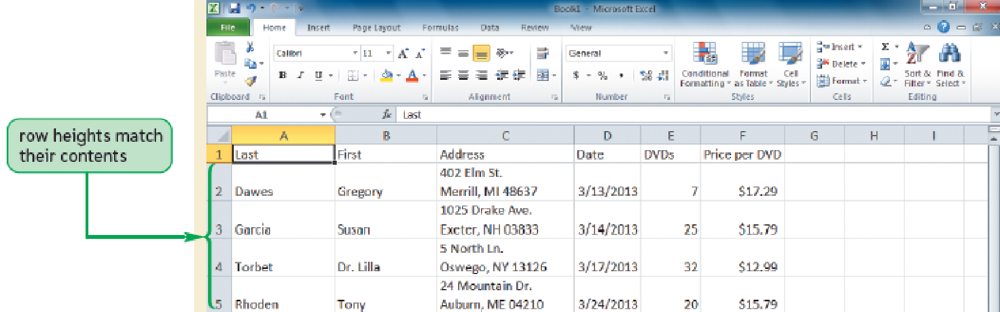 Book1 - Microsoft Excel
File Home Insert Page Layout Formulas Data Review View
Calibri 11 A A General Insert Σ
Delete
Paste B I U A $ % , Conditional Format Cell Format Sort & Find &
Formatting as Table Styles Filter Select
Clipboard Font Alignment Number Styles Cells Editing
A1 fx Last
A B C D E F G H I
1 Last First Address Date DVDs Price per DVD
row heights match
their contents
402 Elm St.
2 Dawes Gregory Merrill, MI 48637 3/13/2013 7 $17.29
1025 Drake Ave.
3 Garcia Susan Exeter, NH 03833 3/14/2013 25 $15.79
5 North Ln.
4 Torbet Dr. Lilla Oswego, NY 13126 3/17/2013 32 $12.99
24 Mountain Dr.
5 Rhoden Tony Auburn, ME 04210 3/24/2013 20 $15.79